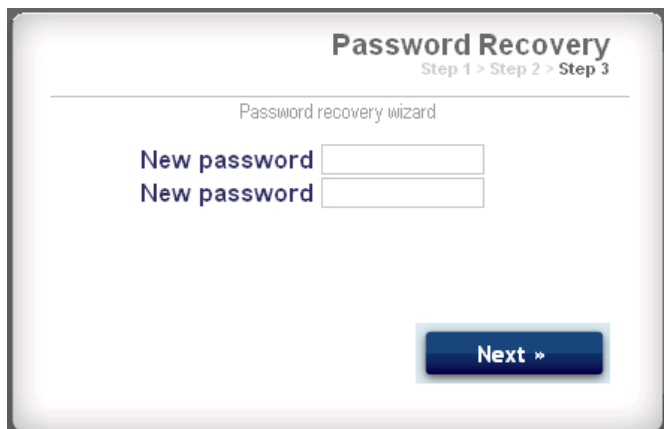 Password Recovery
Step 1 > Step 2 > Step 3
Password recovery wizard
New password
New password
Next »